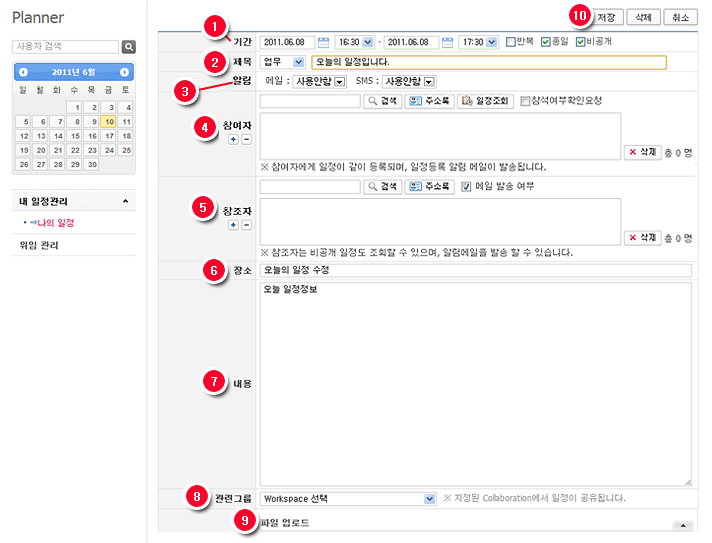 Planner
10 저장 삭제 취소
사용자 검색
2011년 6월
일 월 화 수 목 금 토
1 2 3 4
5 6 7 8 9 10 11
12 13 14 15 16 17 18
19 20 21 22 23 24 25
26 27 28 29 30
내 일정관리
나의 일정
위임 관리
1 기간 2011.06.08 16:30 - 2011.06.08 17:30 반복 종일 비공개
2 제목 업무 오늘의 일정입니다.
3 알림 메일 : 사용안함 SMS : 사용안함
검색 주소록 일정조회 참석여부확인요청
4 참여자
삭제 총 0 명
※ 참여자에게 일정이 같이 등록되며, 일정등록 알림 메일이 발송됩니다.
검색 주소록 메일 발송 여부
5 참조자
삭제 총 0 명
※ 참조자는 비공개 일정도 조회할 수 있으며, 알람메일을 발송 할 수 있습니다.
6 장소 오늘의 일정 수정
오늘 일정정보
7 내용
8 관련그룹 Workspace 선택 ※ 지정된 Collaboration에서 일정이 공유됩니다.
9 파일 업로드